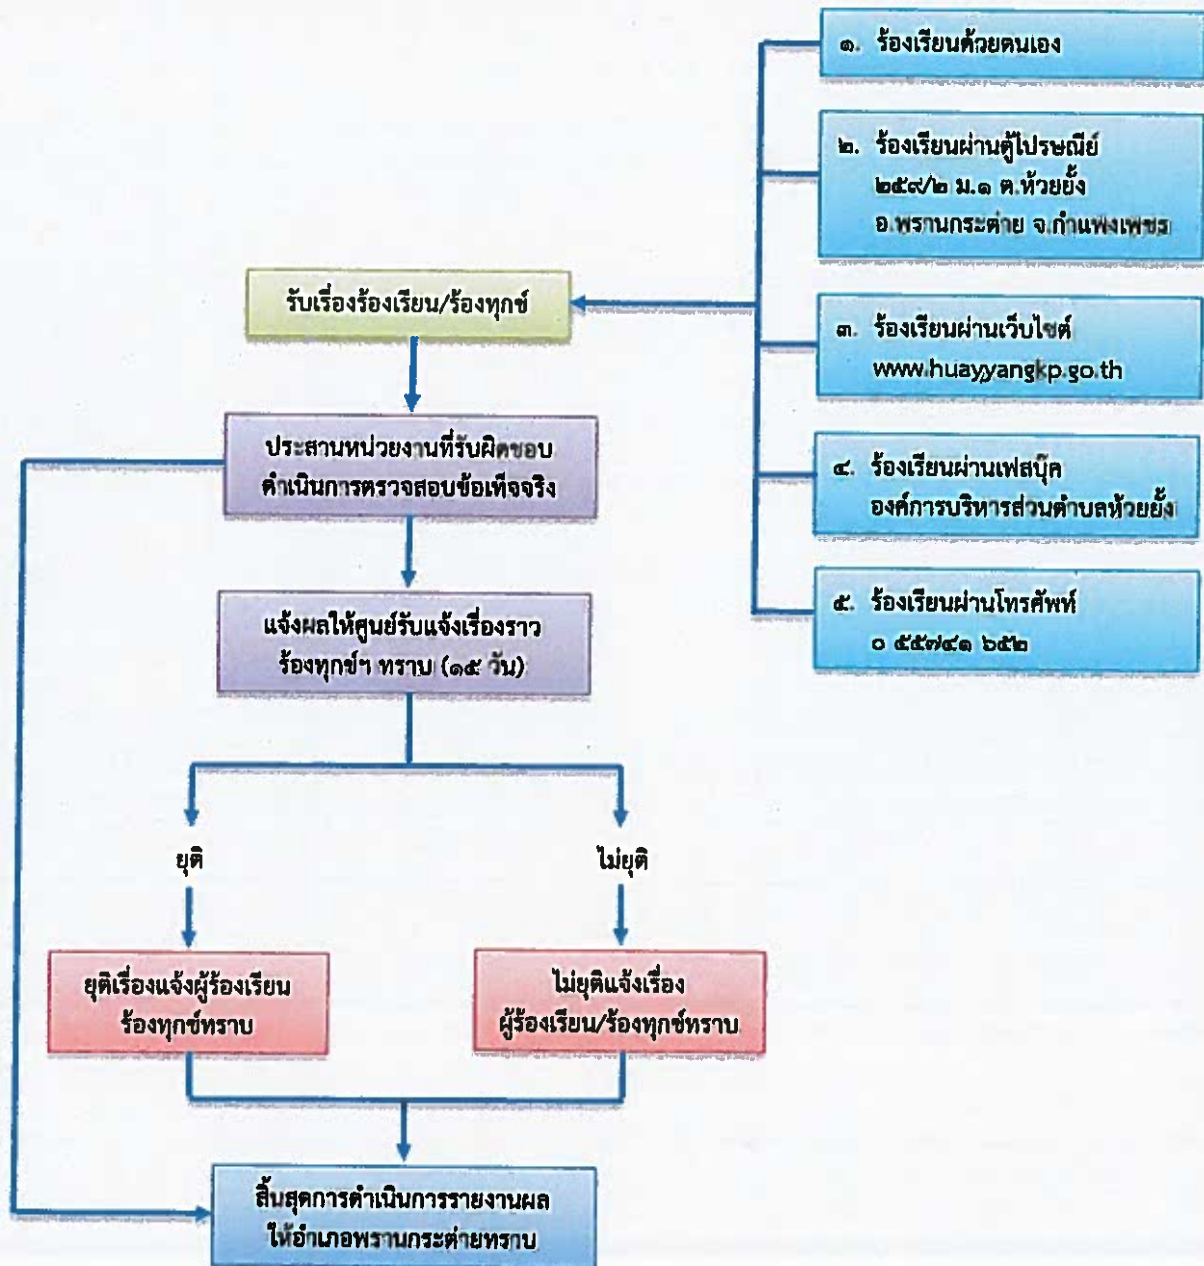 ๑. ร้องเรียนด้วยตนเอง
๒. ร้องเรียนผ่านตู้ไปรษณีย์
๒๕๙/๒ ม.๑ ต.ห้วยยั้ง
อ.พรานกระต่าย จ.กำแพงเพชร
๓. ร้องเรียนผ่านเว็บไซต์
www.huayyangkp.go.th
๔. ร้องเรียนผ่านเฟสบุ๊ค
องค์การบริหารส่วนตำบลห้วยยั้ง
๕. ร้องเรียนผ่านโทรศัพท์
๐ ๕๕๗๔๑ ๖๕๒
รับเรื่องร้องเรียน/ร้องทุกข์
ประสานหน่วยงานที่รับผิดชอบ
ดำเนินการตรวจสอบข้อเท็จจริง
แจ้งผลให้ศูนย์รับแจ้งเรื่องราว
ร้องทุกข์ฯ ทราบ (๑๕ วัน)
ยุติ
ไม่ยุติ
ยุติเรื่องแจ้งผู้ร้องเรียน
ร้องทุกข์ทราบ
ไม่ยุติแจ้งเรื่อง
ผู้ร้องเรียน/ร้องทุกข์ทราบ
สิ้นสุดการดำเนินการรายงานผล
ให้อำเภอพรานกระต่ายทราบ